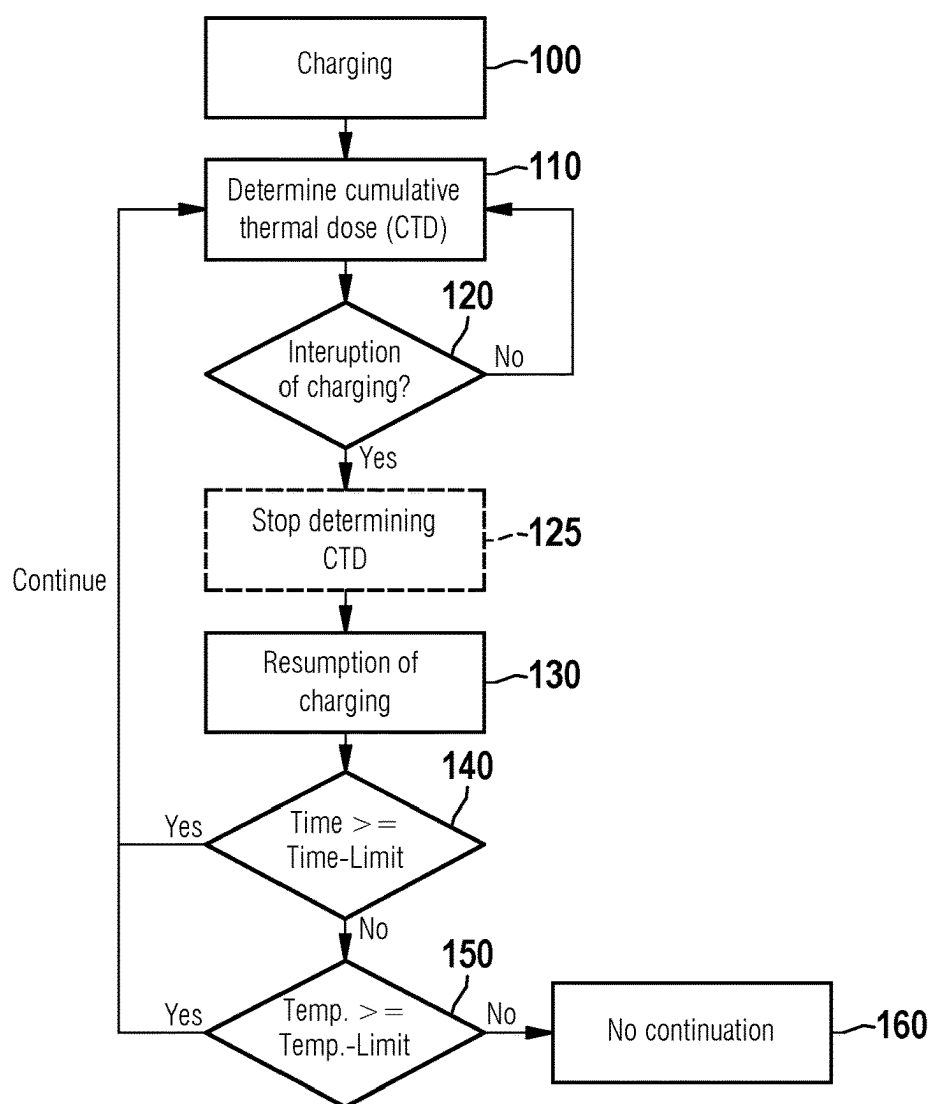 Charging
100
110
Determine cumulative
thermal dose (CTD)
120
Interuption
of charging?
No
Yes
Stop determining
CTD
125
Continue
Resumption of
charging
130
140
Yes
Time >=
Time-Limit
No
150
Yes
Temp. >=
Temp.-Limit
No
No continuation
160